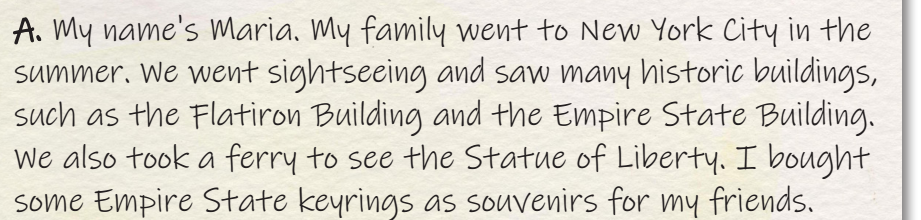 A. My name's Maria. My family went to New York City in the
summer. We went sightseeing and saw many historic buildings,
such as the Flatiron Building and the Empire State Building.
We also took a ferry to see the Statue of Liberty. I bought
some Empire State keyrings as souvenirs for my friends.